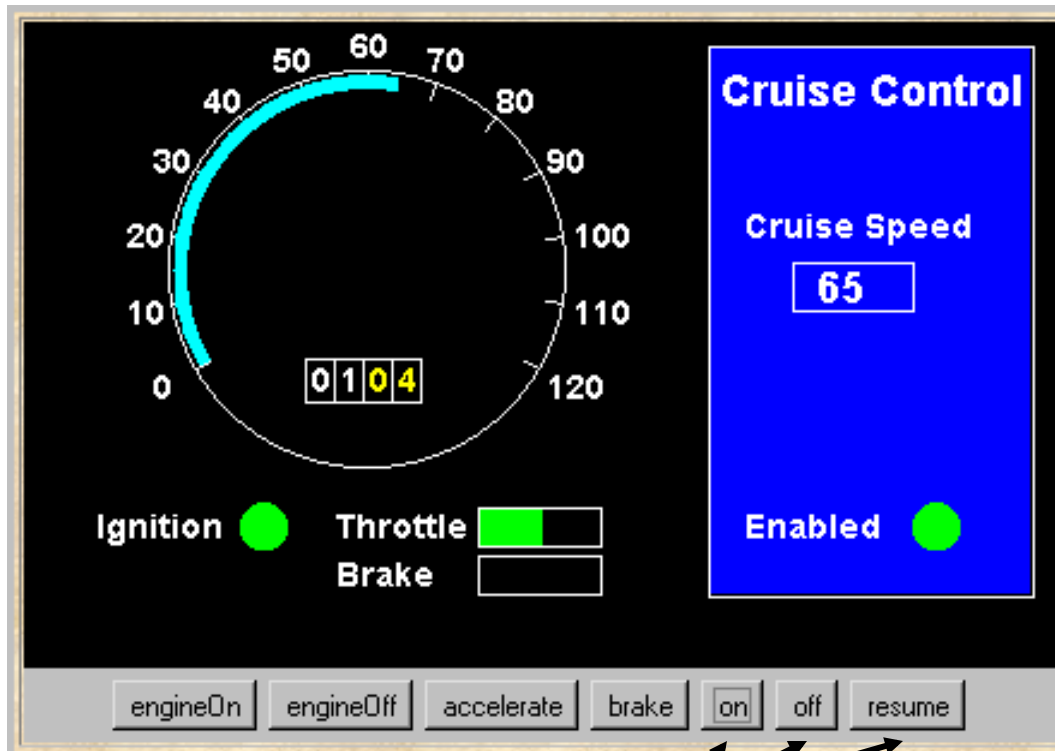 60
50
70
40
80
30
90
20
100
10
110
0
120
0104
Cruise Control
Cruise Speed
65
Ignition
Throttle
Brake
Enabled
engineOn engineOff accelerate brake on off resume